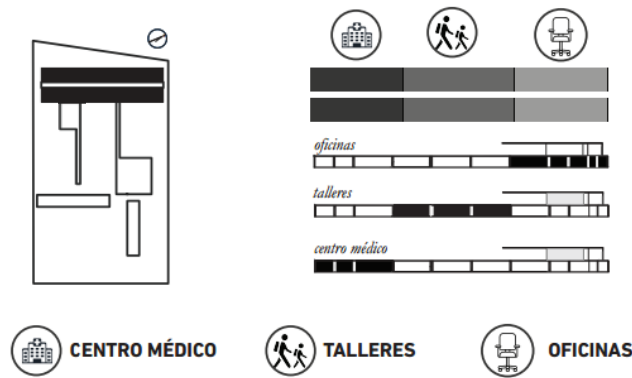 oficinas
talleres
centro médico
CENTRO MÉDICO
TALLERES
OFICINAS